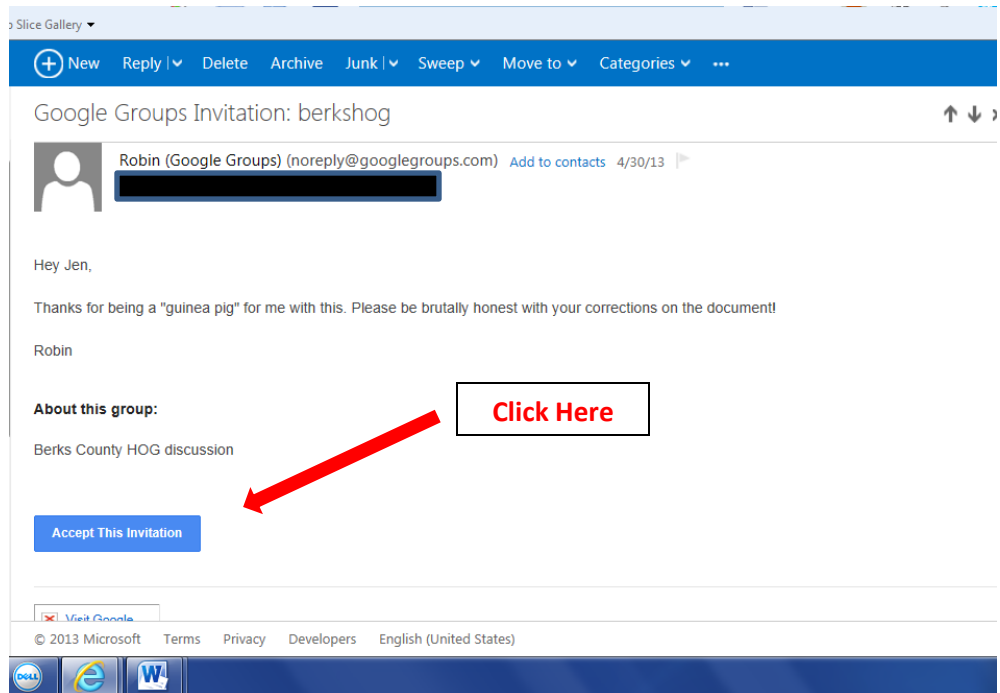 Slice Gallery
New Reply Delete Archive Junk Sweep Move to Categories
Google Groups Invitation: berkshog
Robin (Google Groups) (noreply@googlegroups.com) Add to contacts 4/30/13
Hey Jen,
Thanks for being a "guinea pig" for me with this. Please be brutally honest with your corrections on the document!
Robin
Click Here
About this group:
Berks County HOG discussion
Accept This Invitation
Visit Google
© 2013 Microsoft Terms Privacy Developers English (United States)
DELL